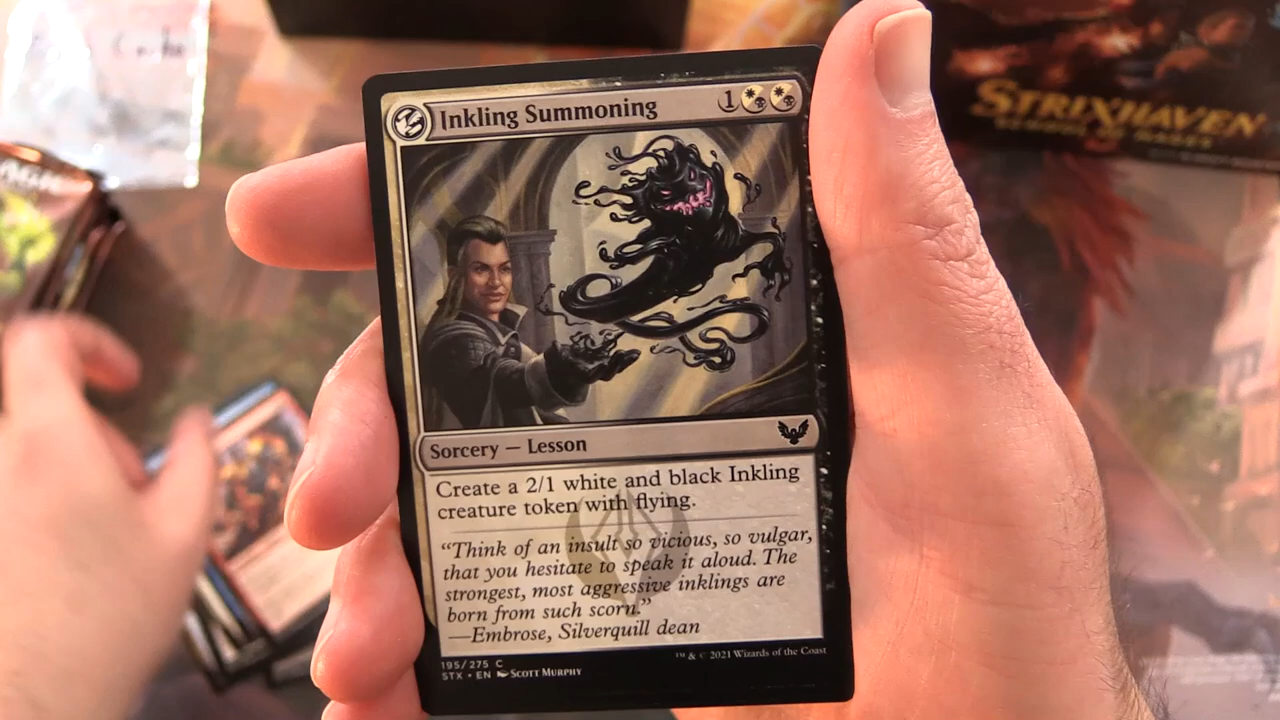 STRIXHAVEN
Inkling Summoning 1
Sorcery — Lesson
Create a 2/1 white and black Inkling
creature token with flying.
“Think of an insult so vicious, so vulgar,
that you hesitate to speak it aloud. The
strongest, most aggressive inklings are
born from such scorn.”
—Embrose, Silverquill dean
195/275 C
STX • EN SCOTT MURPHY
™ & © 2021 Wizards of the Coast